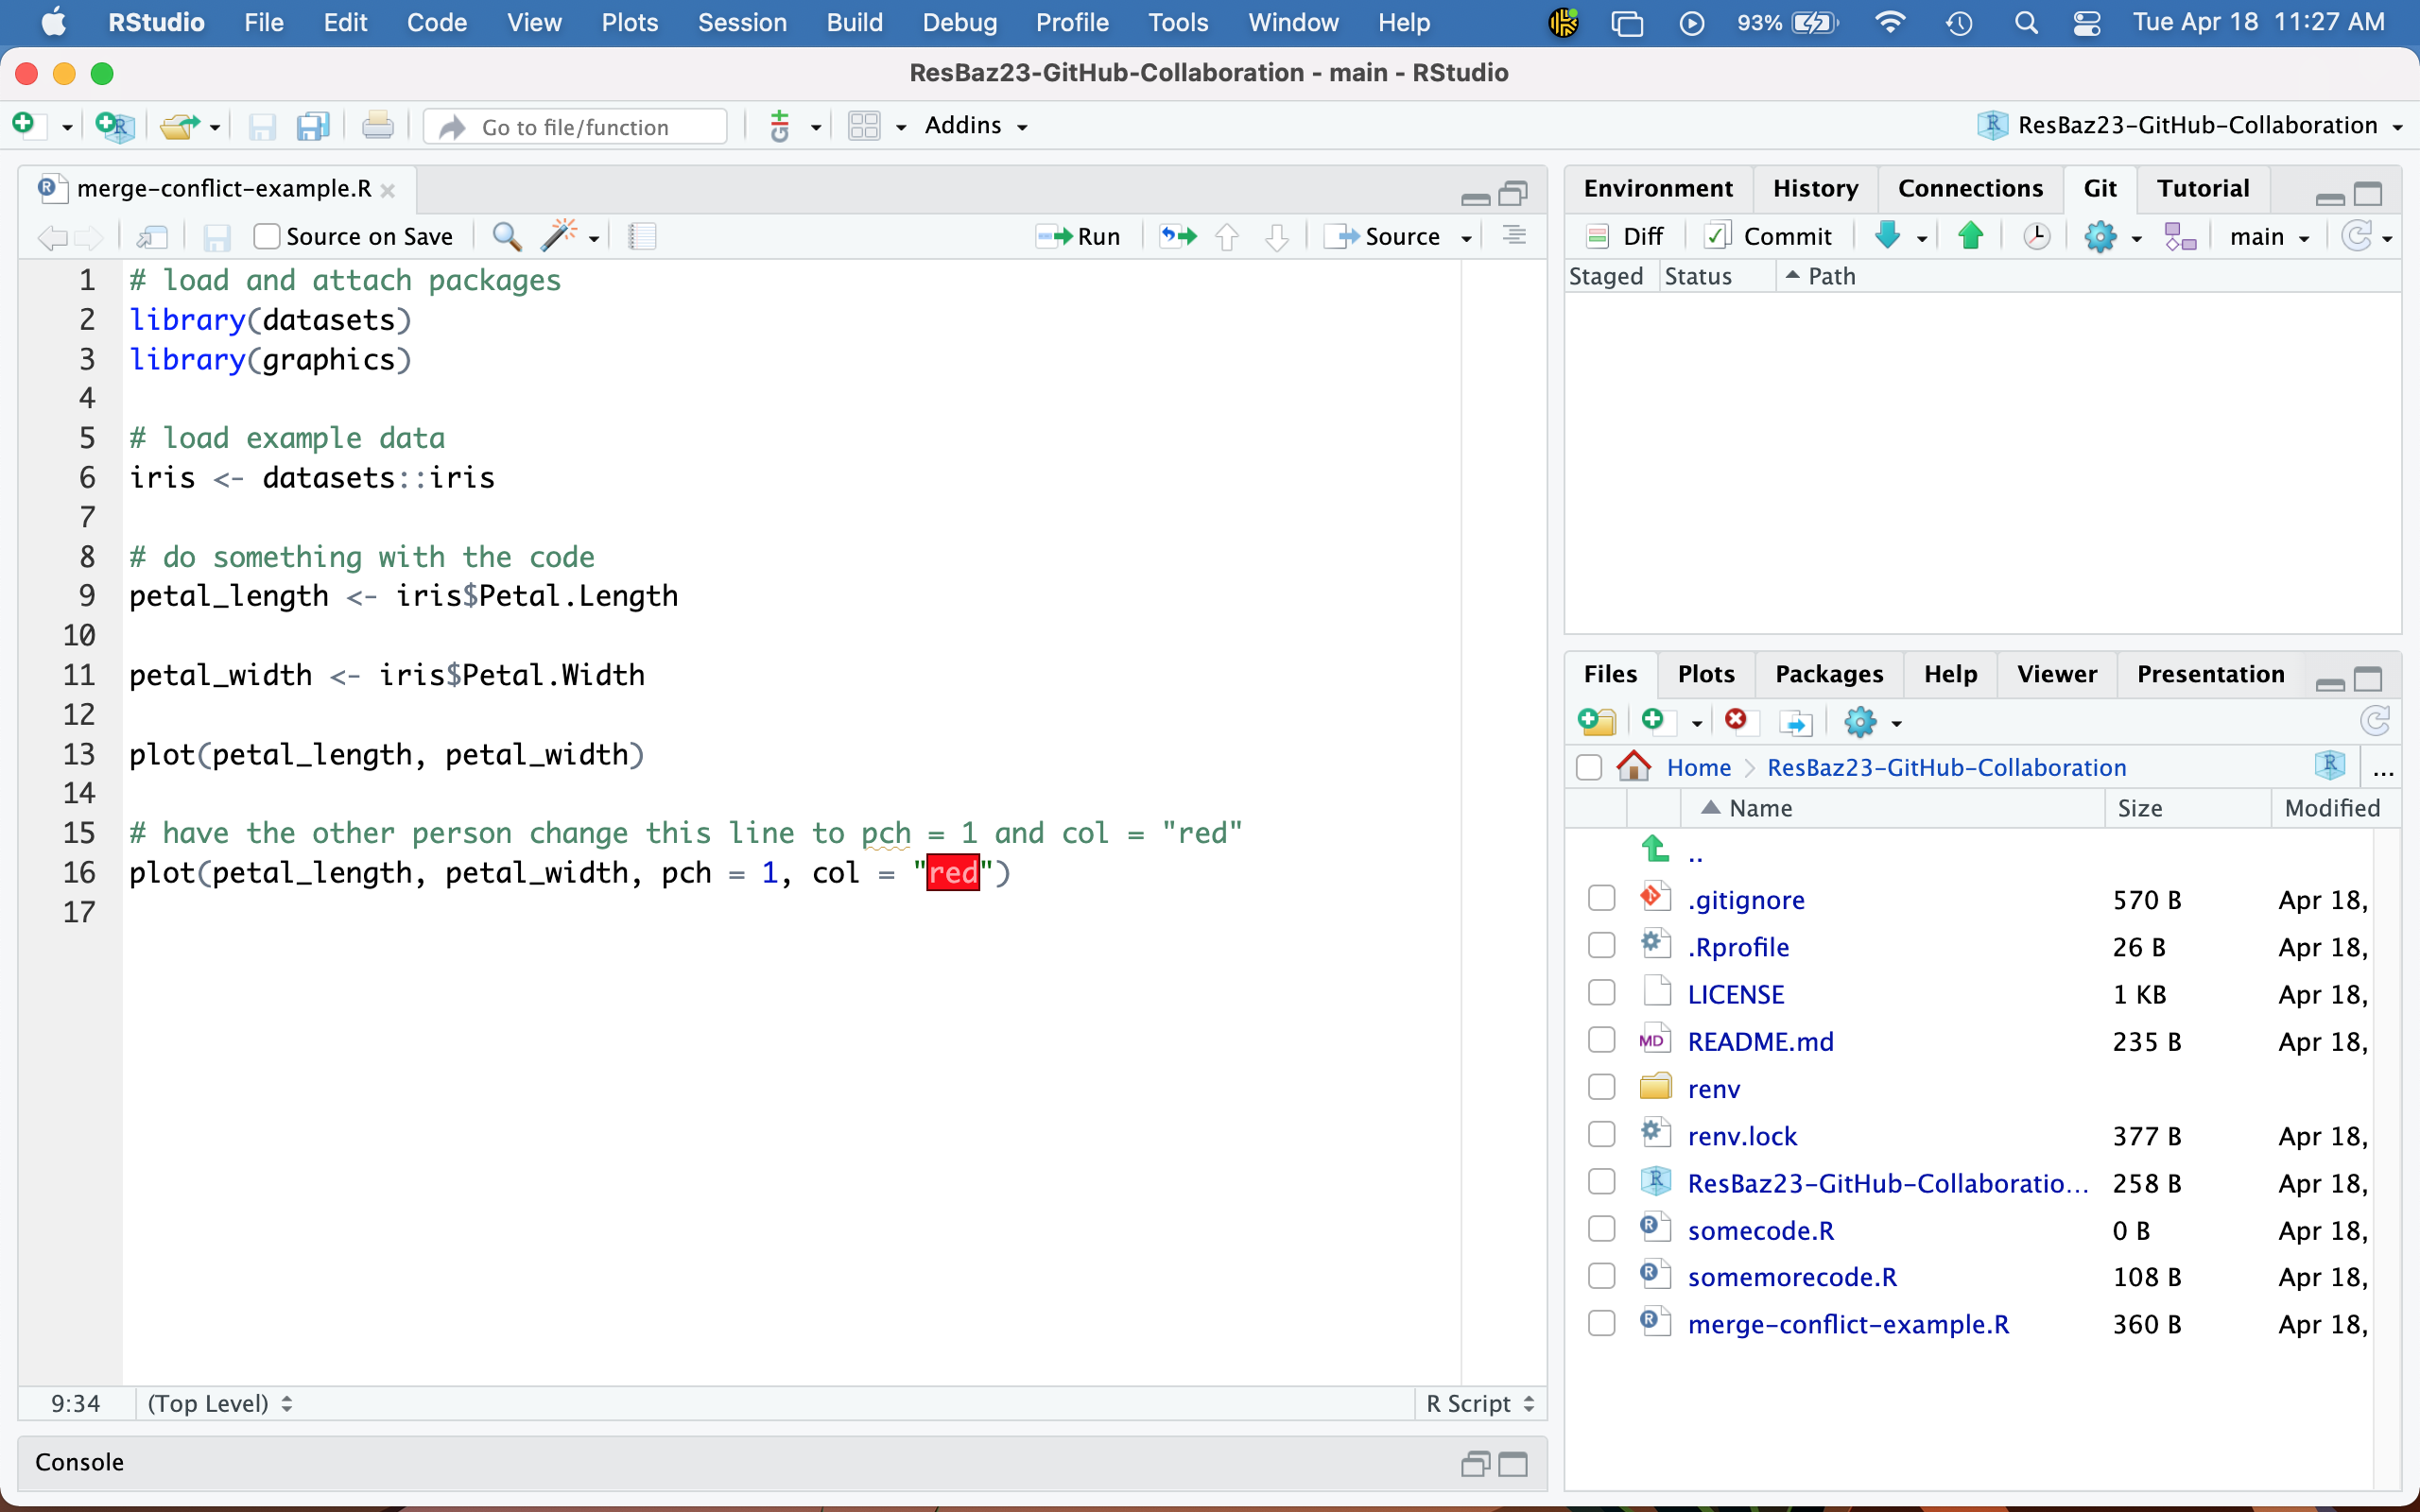 RStudio File Edit Code View Plots Session Build Debug Profile Tools Window Help 93% Tue Apr 18 11:27 AM
ResBaz23-GitHub-Collaboration - main - RStudio
Go to file/function Addins ResBaz23-GitHub-Collaboration
merge-conflict-example.R
Source on Save Run Source
1 # load and attach packages
2 library(datasets)
3 library(graphics)
4
5 # load example data
6 iris <- datasets::iris
7
8 # do something with the code
9 petal_length <- iris$Petal.Length
10
11 petal_width <- iris$Petal.Width
12
13 plot(petal_length, petal_width)
14
15 # have the other person change this line to pch = 1 and col = "red"
16 plot(petal_length, petal_width, pch = 1, col = "red")
17
9:34 (Top Level) R Script
Console
Environment History Connections Git Tutorial
Diff Commit main
Staged Status Path
Files Plots Packages Help Viewer Presentation
Home ResBaz23-GitHub-Collaboration ...
Name Size Modified
..
.gitignore 570 B Apr 18,
.Rprofile 26 B Apr 18,
LICENSE 1 KB Apr 18,
MD README.md 235 B Apr 18,
renv
renv.lock 377 B Apr 18,
ResBaz23-GitHub-Collaboratio... 258 B Apr 18,
somecode.R 0 B Apr 18,
somemorecode.R 108 B Apr 18,
merge-conflict-example.R 360 B Apr 18,